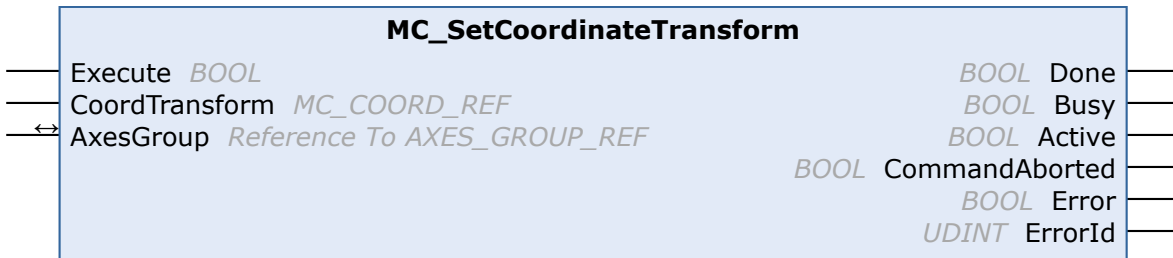 MC_SetCoordinateTransform
Execute BOOL
BOOL Done
CoordTransform MC_COORD_REF
BOOL Busy
↔ AxesGroup Reference To AXES_GROUP_REF
BOOL Active
BOOL CommandAborted
BOOL Error
UDINT ErrorId